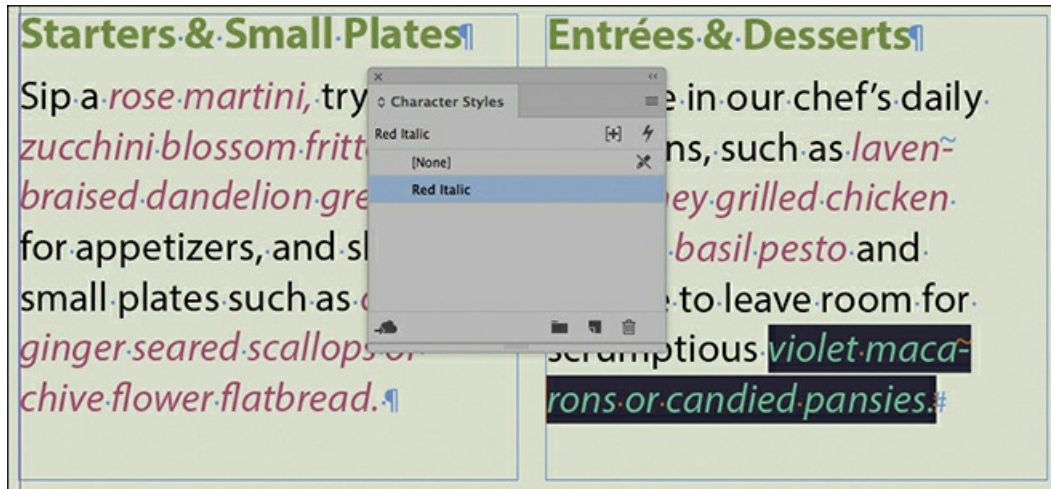 Starters & Small Plates¶
Sip a rose martini, try
zucchini blossom fritt
braised dandelion gre
for appetizers, and s
small plates such as
ginger seared scallops or
chive flower flatbread.¶
Character Styles
Red Italic
[None]
Red Italic
Entrées & Desserts¶
e in our chef's daily
ns, such as laven-
ey grilled chicken
basil pesto and
to leave room for
scrumptious violet maca-
rons or candied pansies.#